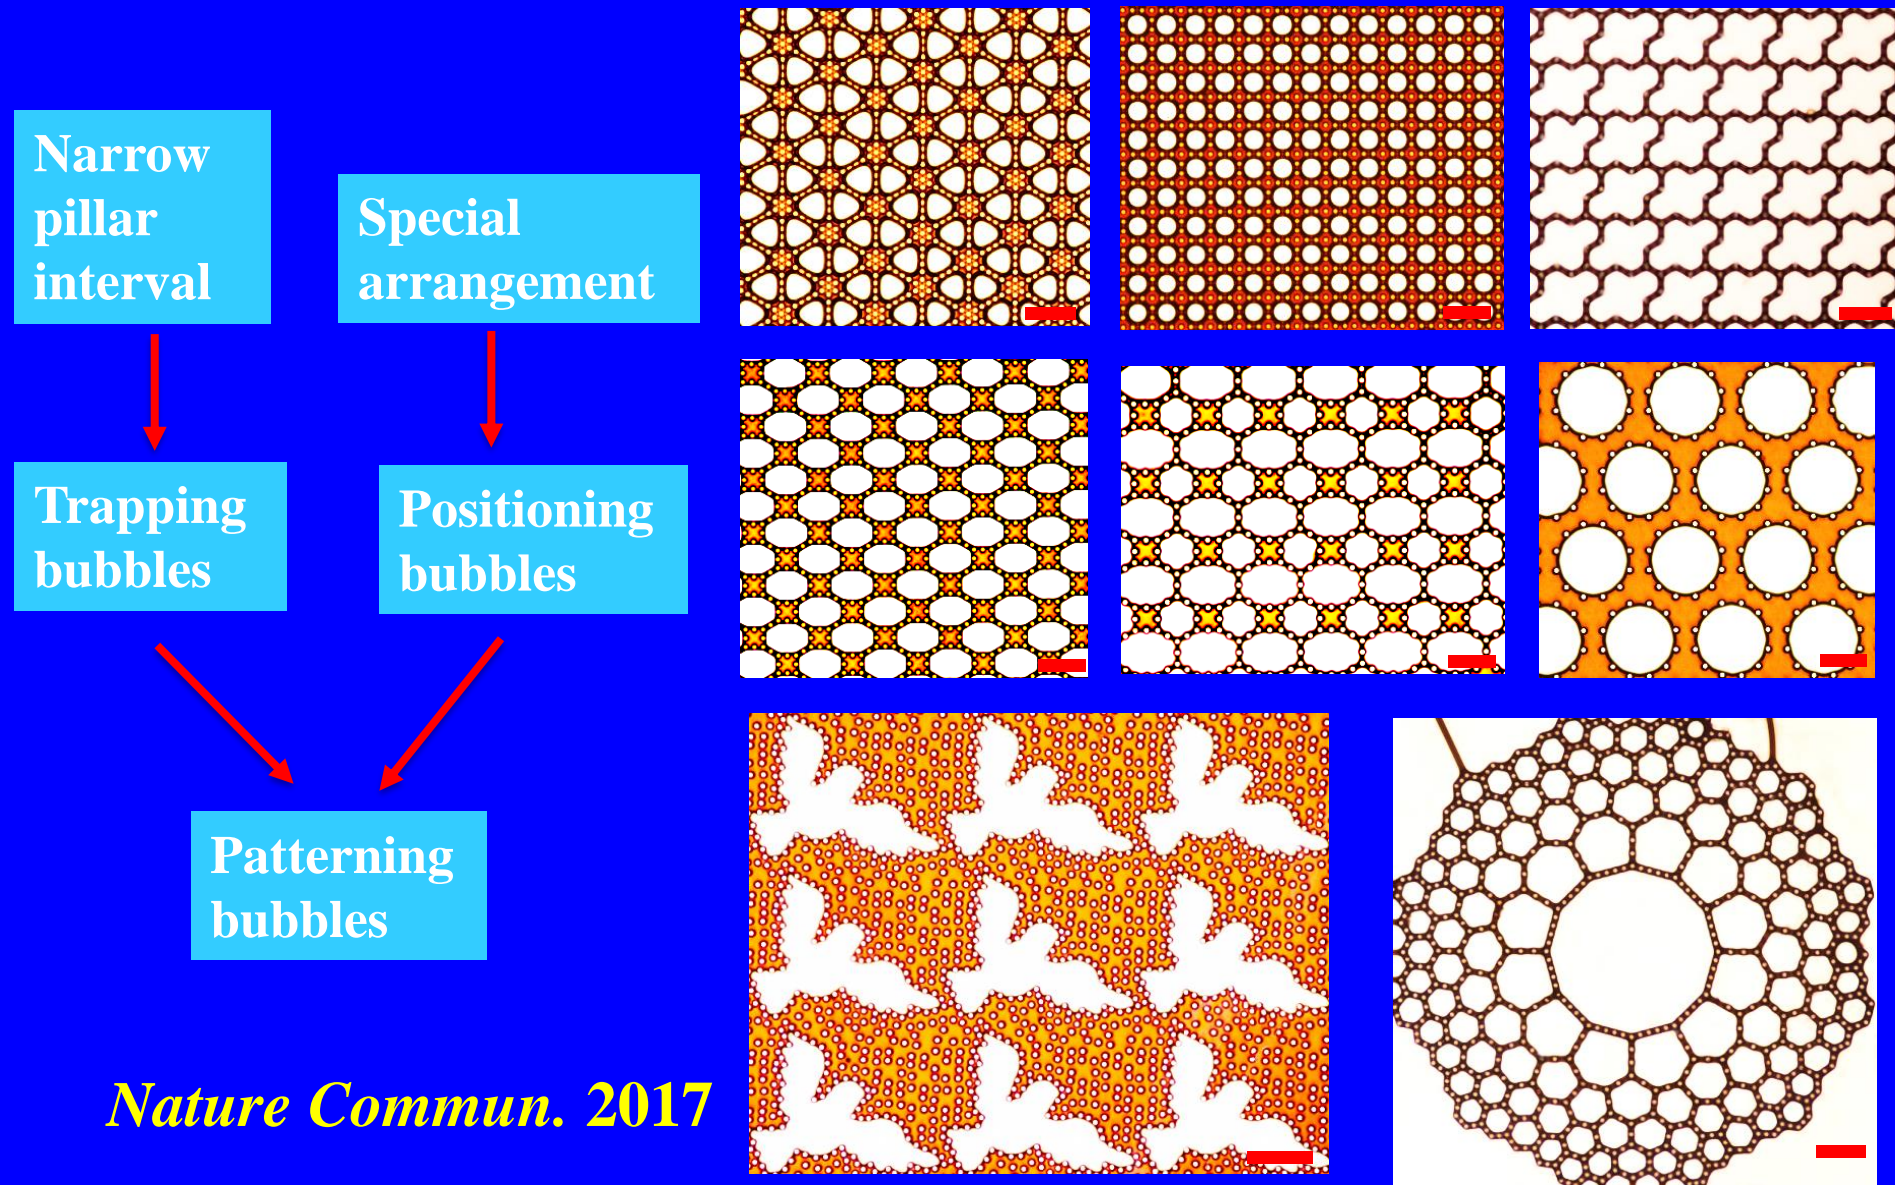 Narrow
pillar
interval
Special
arrangement
Trapping
bubbles
Positioning
bubbles
Patterning
bubbles
Nature Commun. 2017